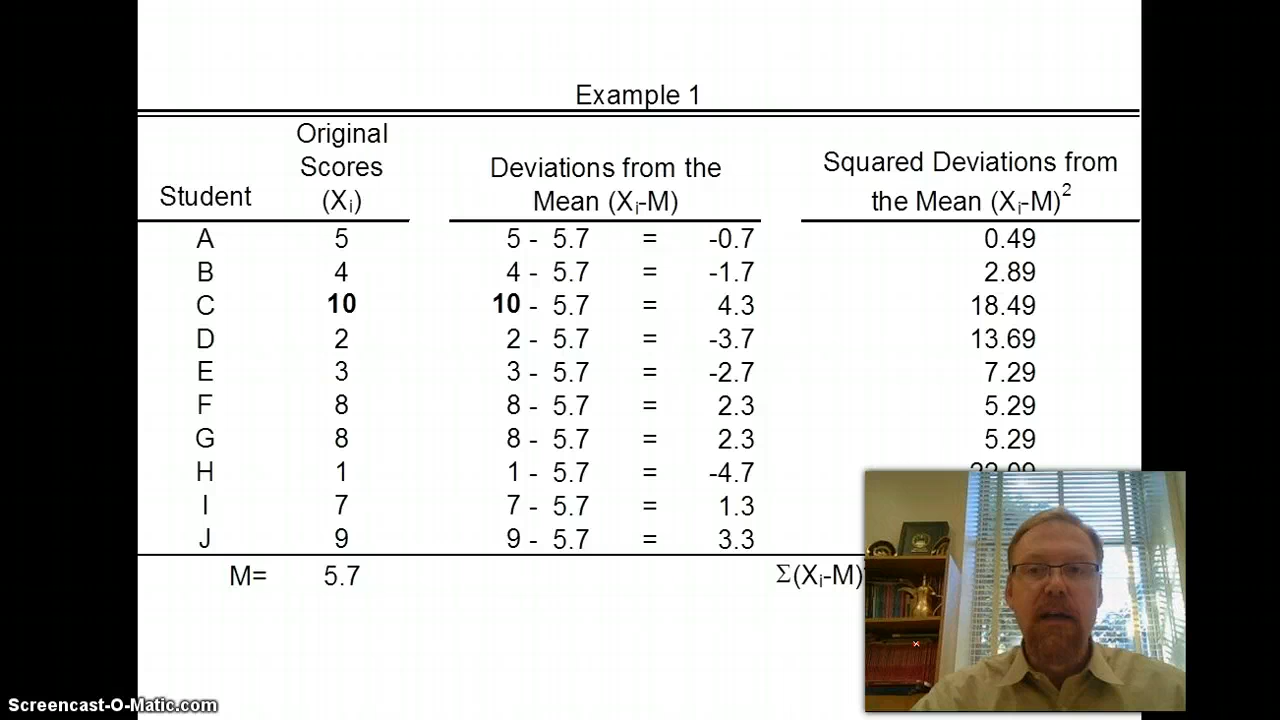 Example 1
Student Original Scores (Xi) Deviations from the Mean (Xi-M) Squared Deviations from the Mean (Xi-M)2
A 5 5 - 5.7 = -0.7 0.49
B 4 4 - 5.7 = -1.7 2.89
C 10 10 - 5.7 = 4.3 18.49
D 2 2 - 5.7 = -3.7 13.69
E 3 3 - 5.7 = -2.7 7.29
F 8 8 - 5.7 = 2.3 5.29
G 8 8 - 5.7 = 2.3 5.29
H 1 1 - 5.7 = -4.7
I 7 7 - 5.7 = 1.3
J 9 9 - 5.7 = 3.3
M= 5.7 Σ(Xi-M)
Screencast-O-Matic.com